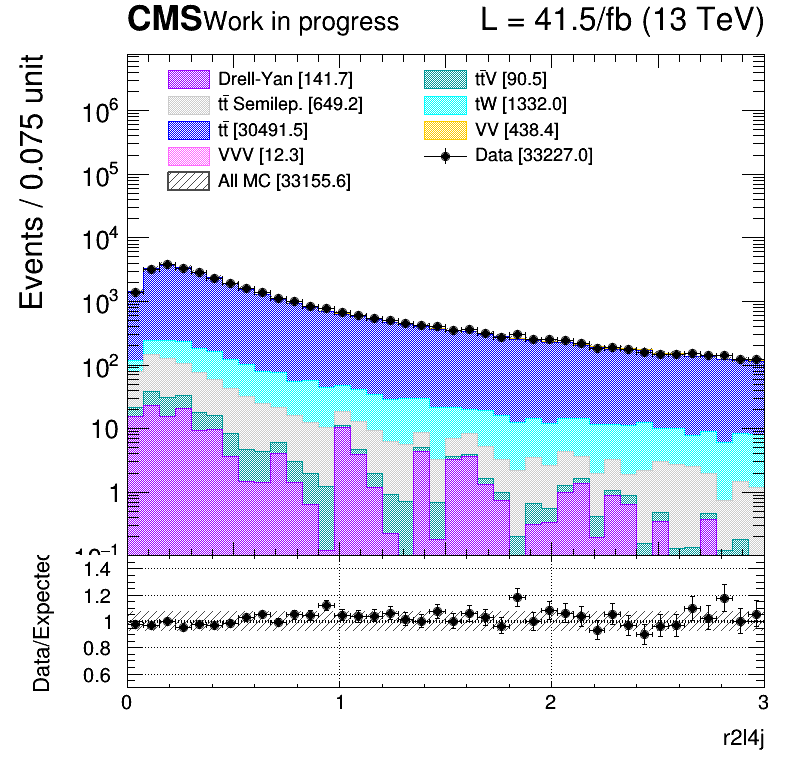 CMS Work in progress L = 41.5/fb (13 TeV)
Events / 0.075 unit
Drell-Yan [141.7] tt̄V [90.5]
tt̄ Semilep. [649.2] tW [1332.0]
tt̄ [30491.5] VV [438.4]
VVV [12.3] Data [33227.0]
All MC [33155.6]
10⁶
10⁵
10⁴
10³
10²
10
1
10⁻¹
Data/Expected
1.4
1.2
1
0.8
0.6
0 1 2 3
r2l4j